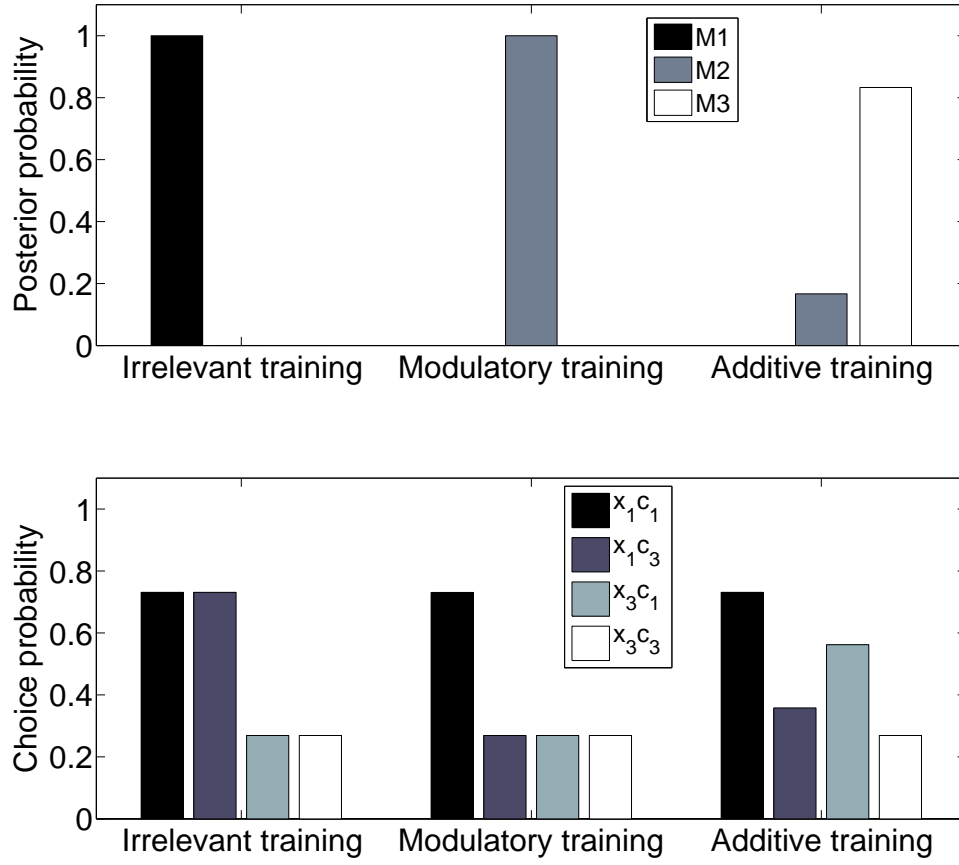 Posterior probability
1
0.8
0.6
0.4
0.2
0
M1
M2
M3
Irrelevant training Modulatory training Additive training
Choice probability
1
0.8
0.6
0.4
0.2
0
x1c1
x1c3
x3c1
x3c3
Irrelevant training Modulatory training Additive training